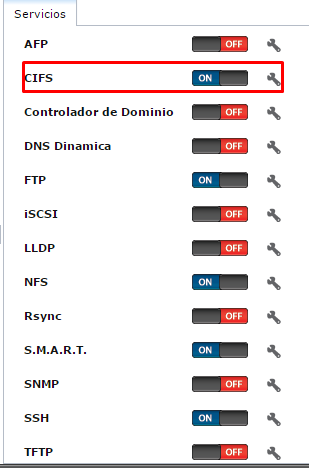 Servicios
AFP OFF
CIFS ON
Controlador de Dominio OFF
DNS Dinamica OFF
FTP ON
iSCSI OFF
LLDP OFF
NFS ON
Rsync OFF
S.M.A.R.T. ON
SNMP OFF
SSH ON
TFTP OFF